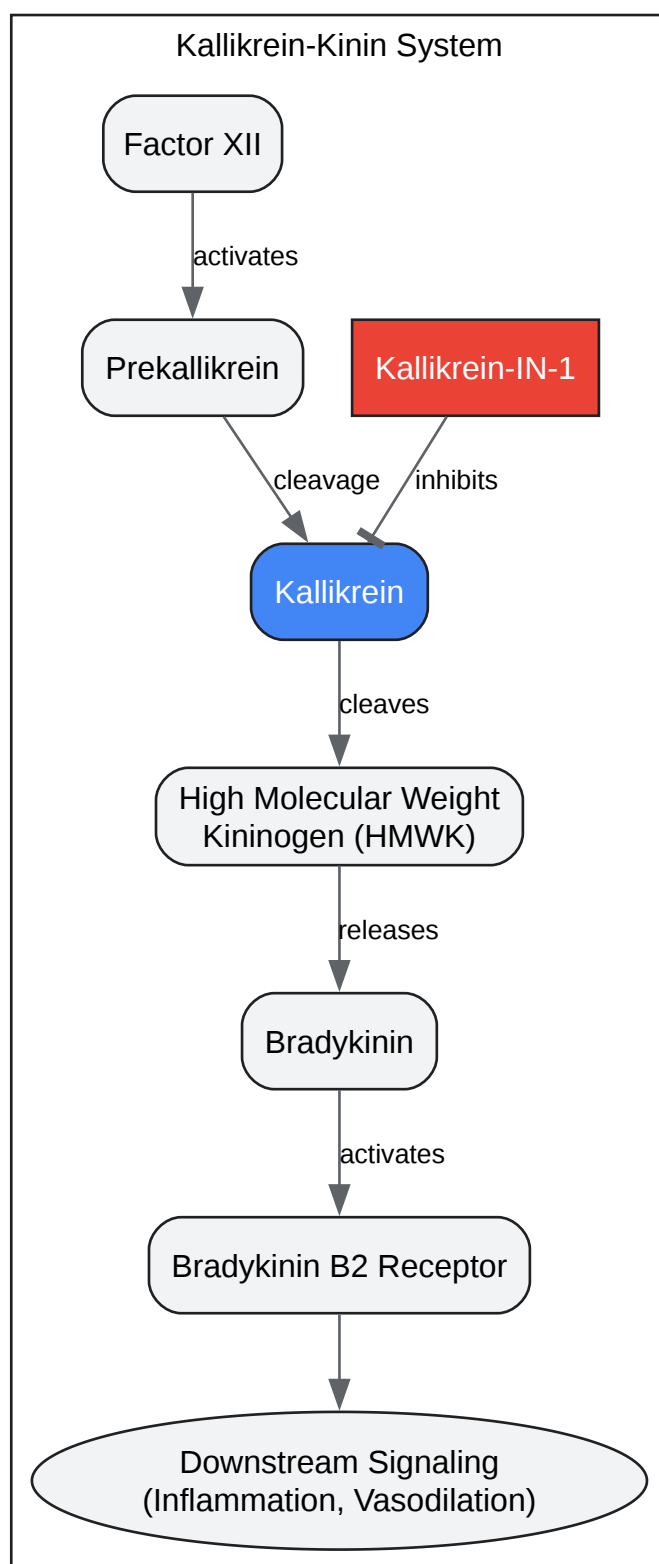 Kallikrein-Kinin System
Factor XII
activates
Prekallikrein
Kallikrein-IN-1
cleavage
inhibits
Kallikrein
cleaves
High Molecular Weight
Kininogen (HMWK)
releases
Bradykinin
activates
Bradykinin B2 Receptor
Downstream Signaling
(Inflammation, Vasodilation)